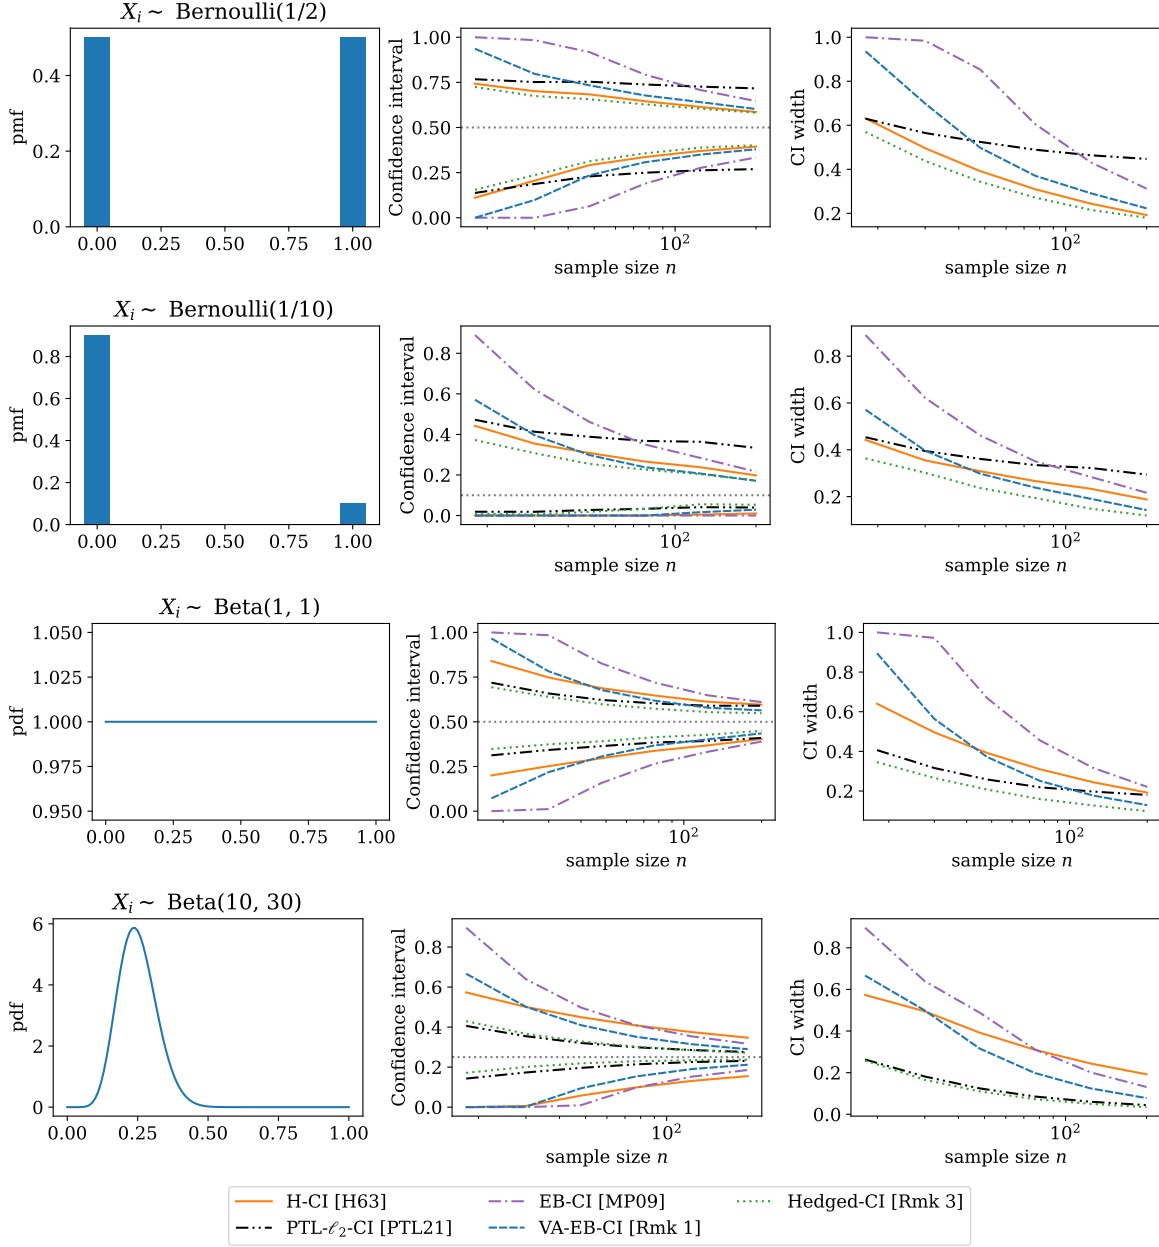 X_i ∼ Bernoulli(1/2)
pmf
0.4
0.2
0.0
0.00 0.25 0.50 0.75 1.00
Confidence interval
1.00
0.75
0.50
0.25
0.00
10²
sample size n
CI width
1.0
0.8
0.6
0.4
0.2
10²
sample size n
X_i ∼ Bernoulli(1/10)
pmf
0.8
0.6
0.4
0.2
0.0
0.00 0.25 0.50 0.75 1.00
Confidence interval
0.8
0.6
0.4
0.2
0.0
10²
sample size n
CI width
0.8
0.6
0.4
0.2
10²
sample size n
X_i ∼ Beta(1, 1)
pdf
1.050
1.025
1.000
0.975
0.950
0.00 0.25 0.50 0.75 1.00
Confidence interval
1.00
0.75
0.50
0.25
0.00
10²
sample size n
CI width
1.0
0.8
0.6
0.4
0.2
10²
sample size n
X_i ∼ Beta(10, 30)
pdf
6
4
2
0
0.00 0.25 0.50 0.75 1.00
Confidence interval
0.8
0.6
0.4
0.2
0.0
10²
sample size n
CI width
0.8
0.6
0.4
0.2
0.0
10²
sample size n
H-CI [H63] EB-CI [MP09] Hedged-CI [Rmk 3]
PTL-ℓ₂-CI [PTL21] VA-EB-CI [Rmk 1]